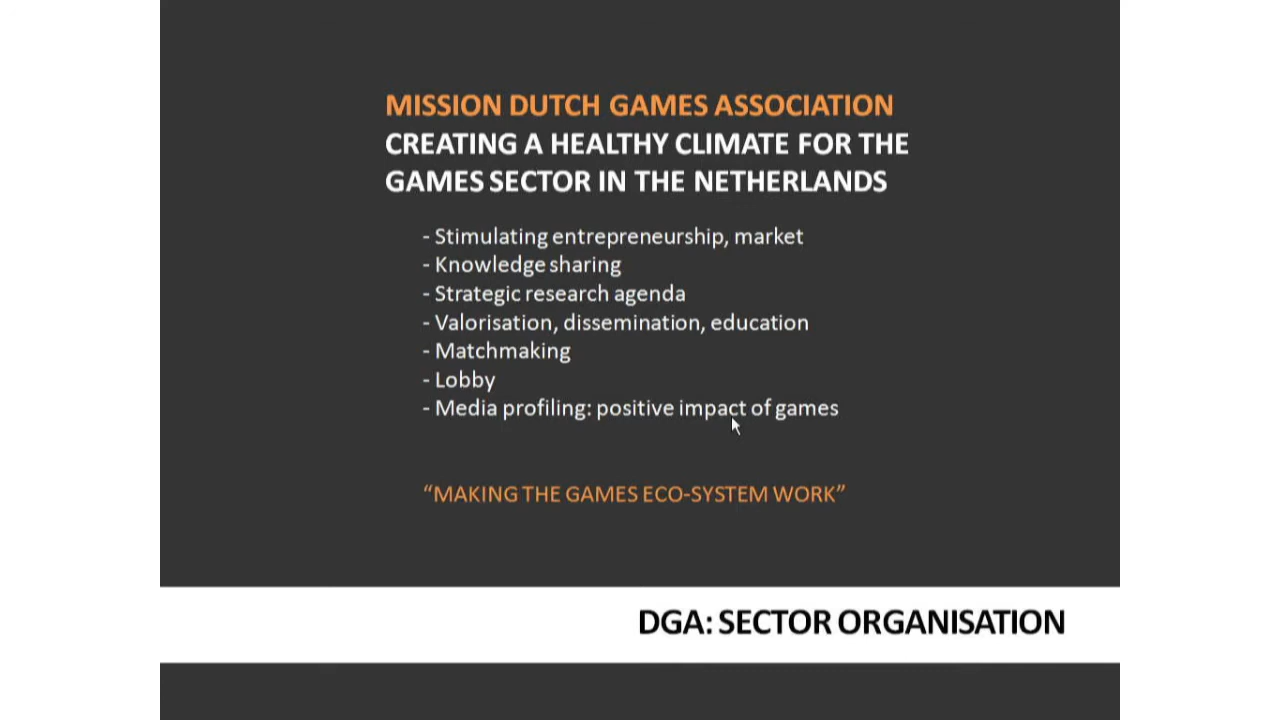 MISSION DUTCH GAMES ASSOCIATION
CREATING A HEALTHY CLIMATE FOR THE
GAMES SECTOR IN THE NETHERLANDS
- Stimulating entrepreneurship, market
- Knowledge sharing
- Strategic research agenda
- Valorisation, dissemination, education
- Matchmaking
- Lobby
- Media profiling: positive impact of games
“MAKING THE GAMES ECO-SYSTEM WORK”
DGA: SECTOR ORGANISATION